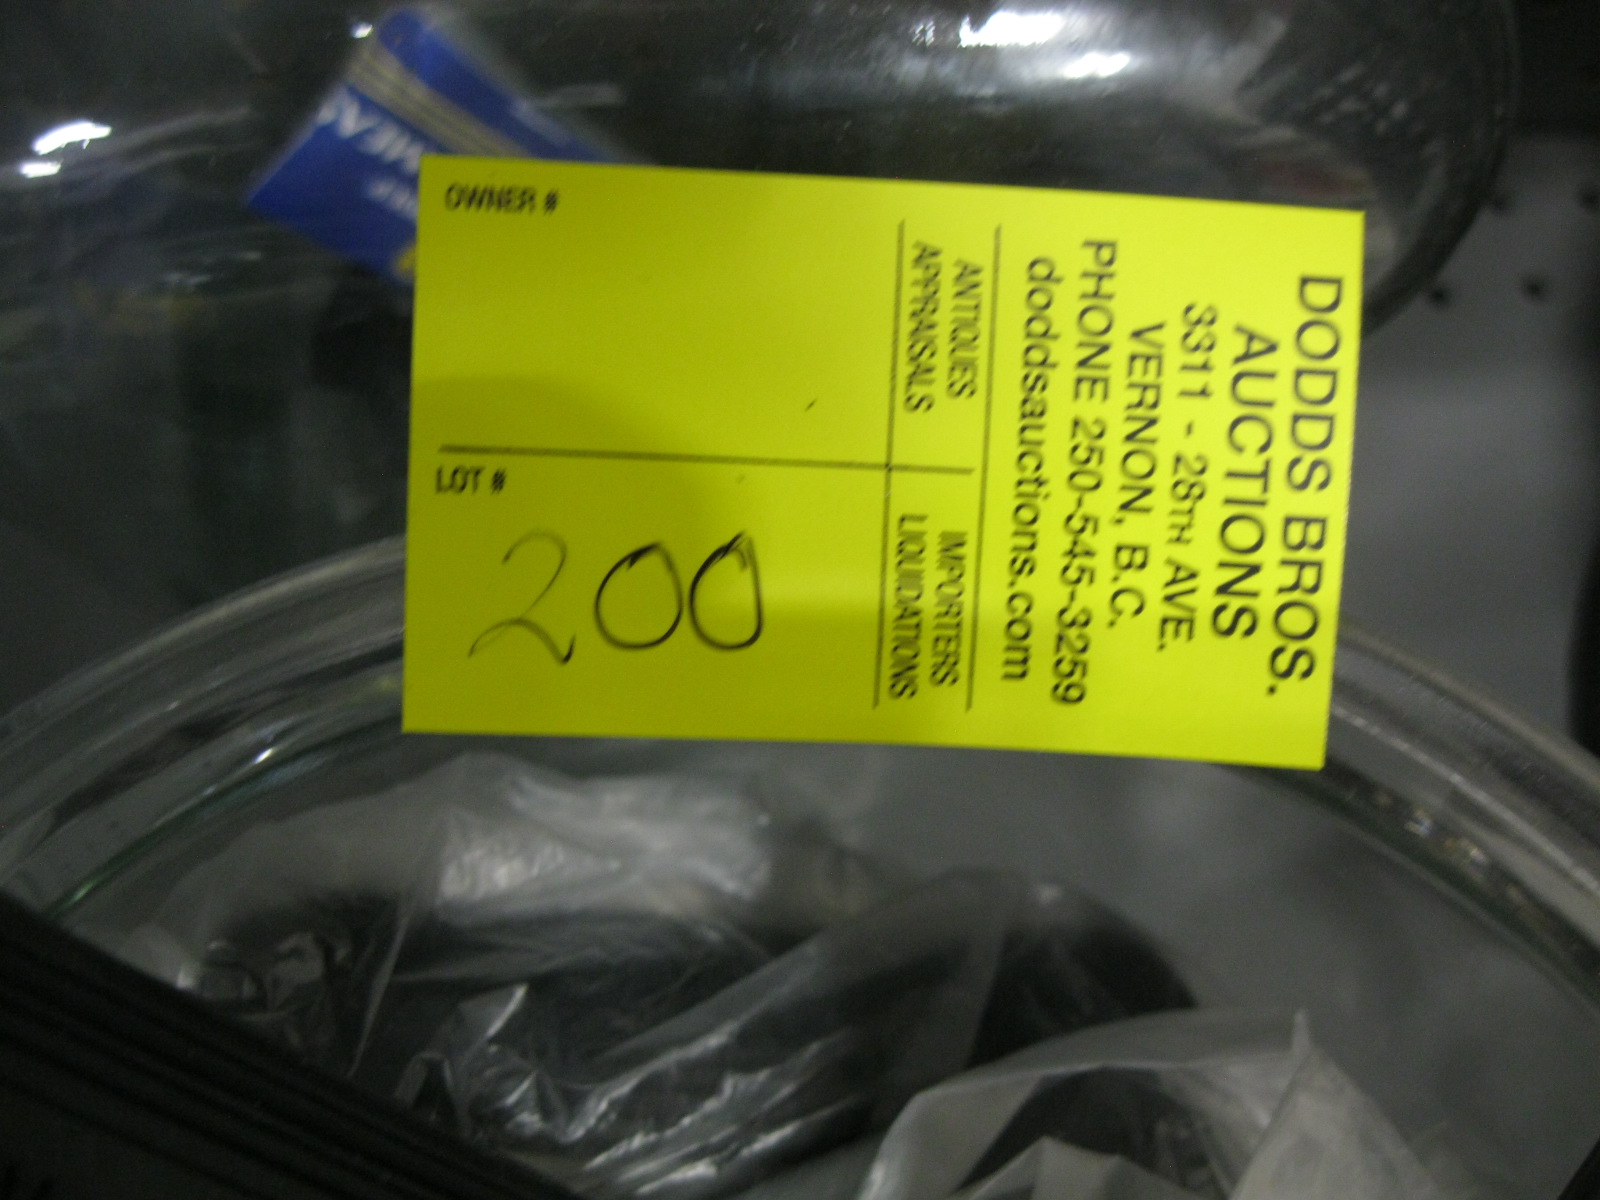 DODDS BROS.
AUCTIONS
3311 - 28TH AVE.
VERNON, B.C.
PHONE 250-545-3259
doddsauctions.com
ANTIQUES
APPRAISALS
IMPORTERS
LIQUIDATIONS
OWNER #
LOT #
200